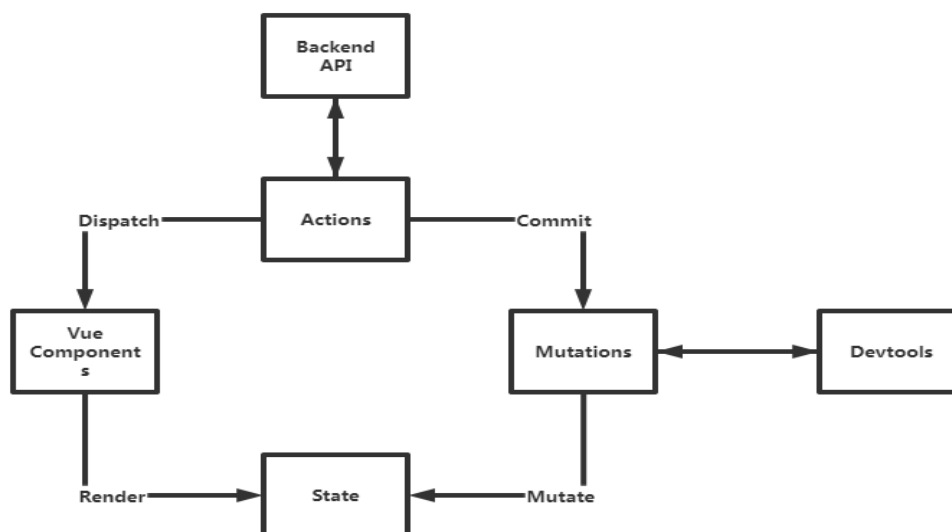 Backend
API
Dispatch
Actions
Commit
Vue
Component
s
Mutations
Devtools
Render
State
Mutate